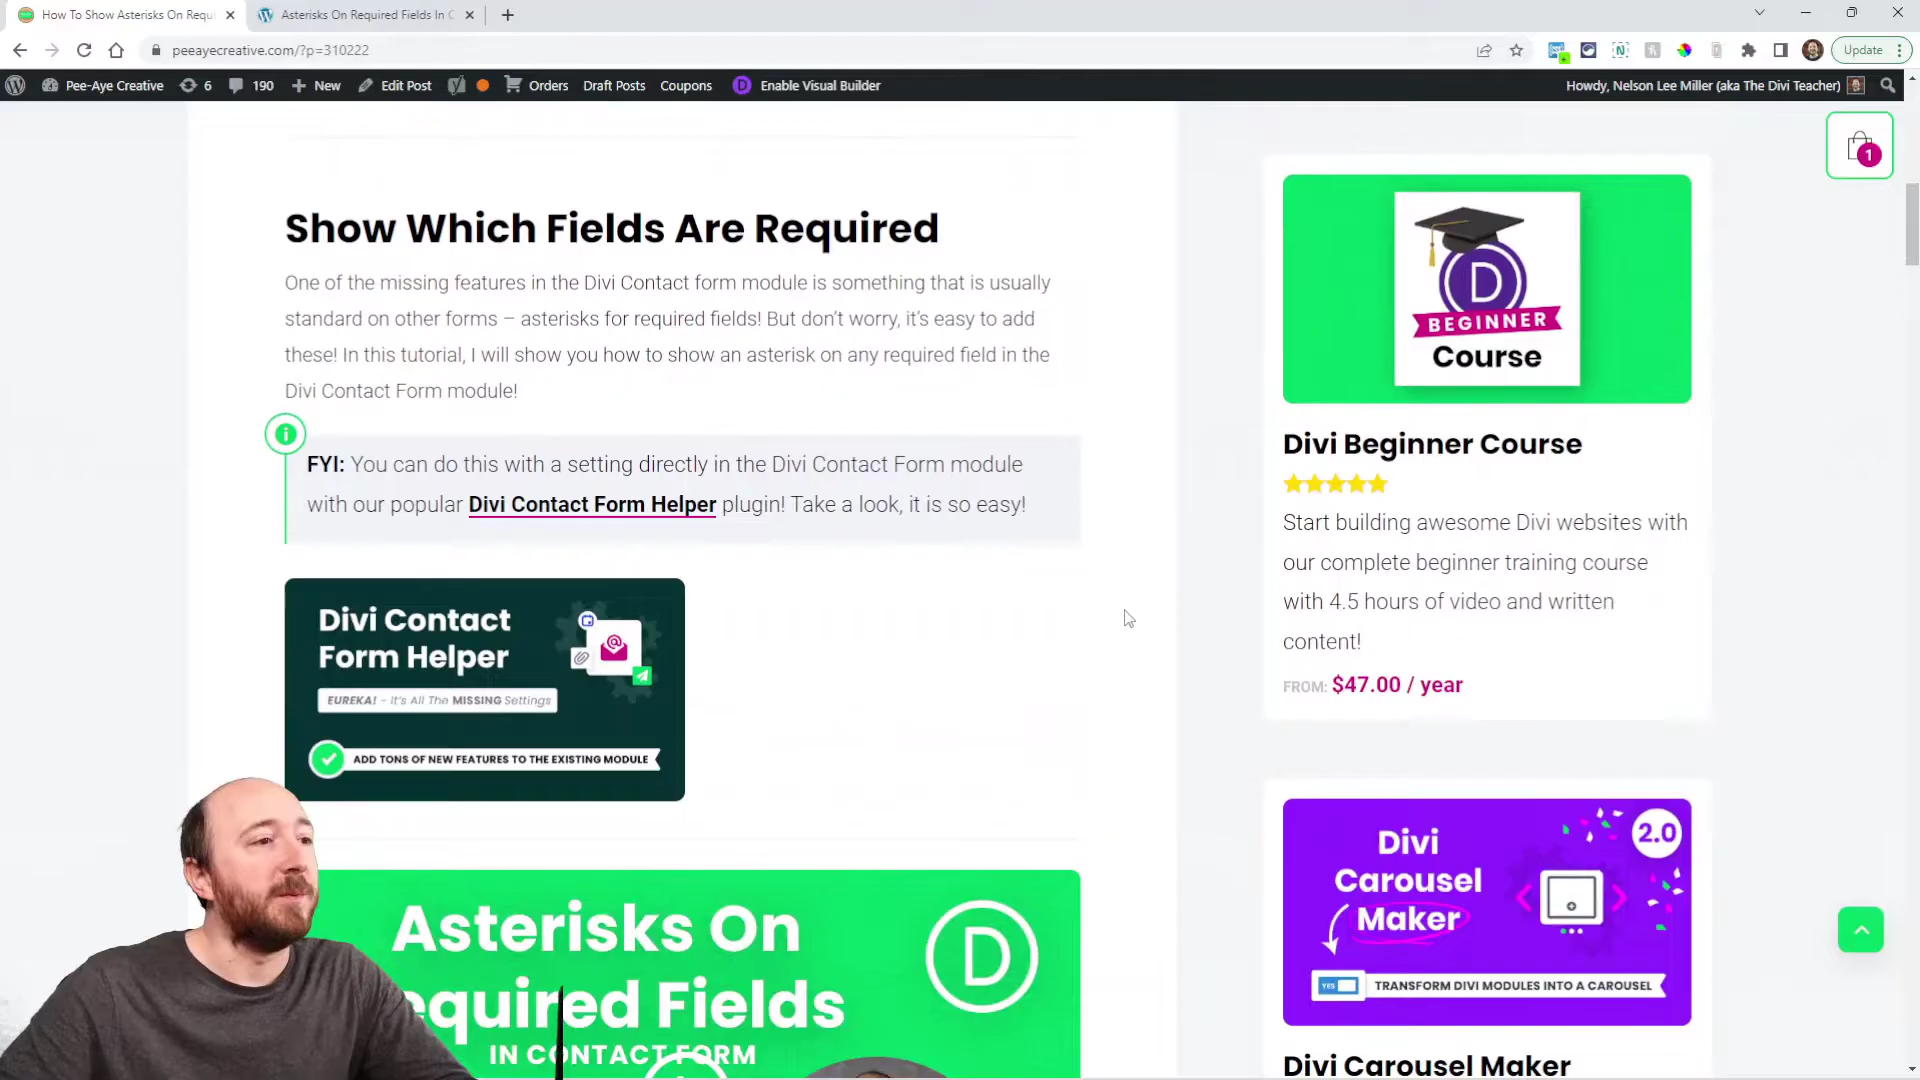 How To Show Asterisks On Requ
Asterisks On Required Fields In C
peeayecreative.com/?p=310222
Update
Pee-Aye Creative
6
190
New
Edit Post
Orders
Draft Posts
Coupons
D
Enable Visual Builder
Howdy, Nelson Lee Miller (aka The Divi Teacher)
1
Show Which Fields Are Required
One of the missing features in the Divi Contact form module is something that is usually
standard on other forms – asterisks for required fields! But don't worry, it's easy to add
these! In this tutorial, I will show you how to show an asterisk on any required field in the
Divi Contact Form module!
FYI: You can do this with a setting directly in the Divi Contact Form module
with our popular Divi Contact Form Helper plugin! Take a look, it is so easy!
Divi Contact
Form Helper
EUREKA! - It's All The MISSING Settings
ADD TONS OF NEW FEATURES TO THE EXISTING MODULE
Asterisks On
equired Fields
IN CONTACT FORM
D
D
BEGINNER
Course
Divi Beginner Course
Start building awesome Divi websites with
our complete beginner training course
with 4.5 hours of video and written
content!
FROM: $47.00 / year
2.0
Divi
Carousel
Maker
YES
TRANSFORM DIVI MODULES INTO A CAROUSEL
Divi Carousel Maker